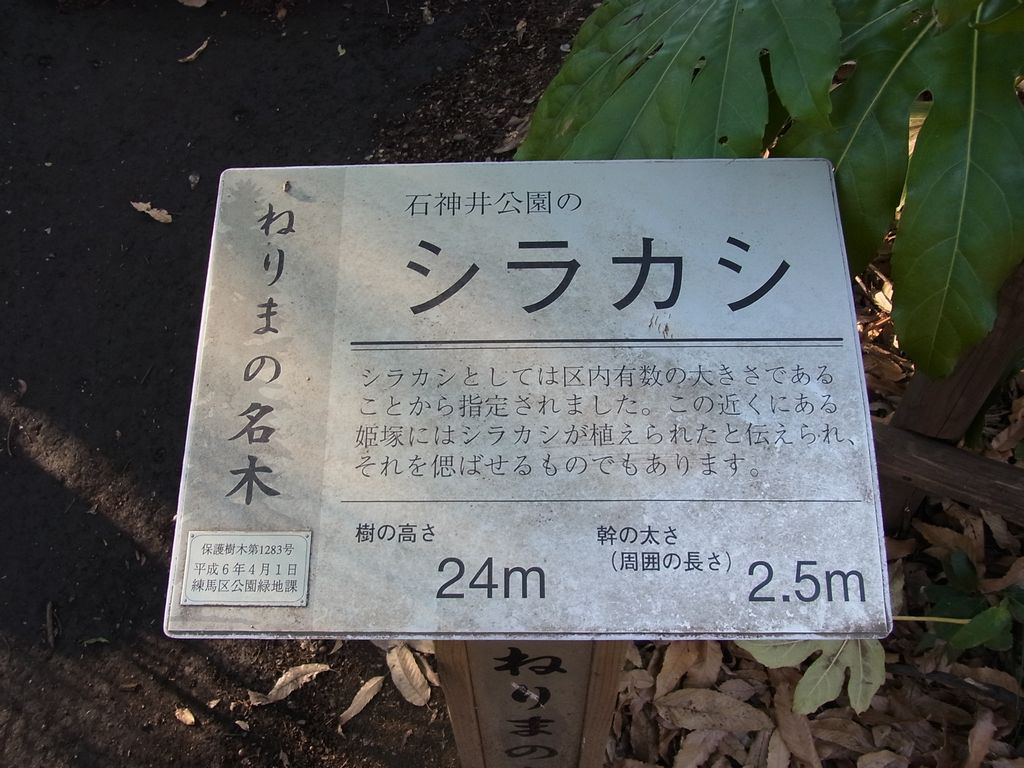 ねりまの名木
石神井公園の
シラカシ
シラカシとしては区内有数の大きさである
ことから指定されました。この近くにある
姫塚にはシラカシが植えられたと伝えられ、
それを偲ばせるものでもあります。
樹の高さ
24m
幹の太さ
(周囲の長さ)
2.5m
保護樹木第1283号
平成6年4月1日
練馬区公園緑地課
ねりまの